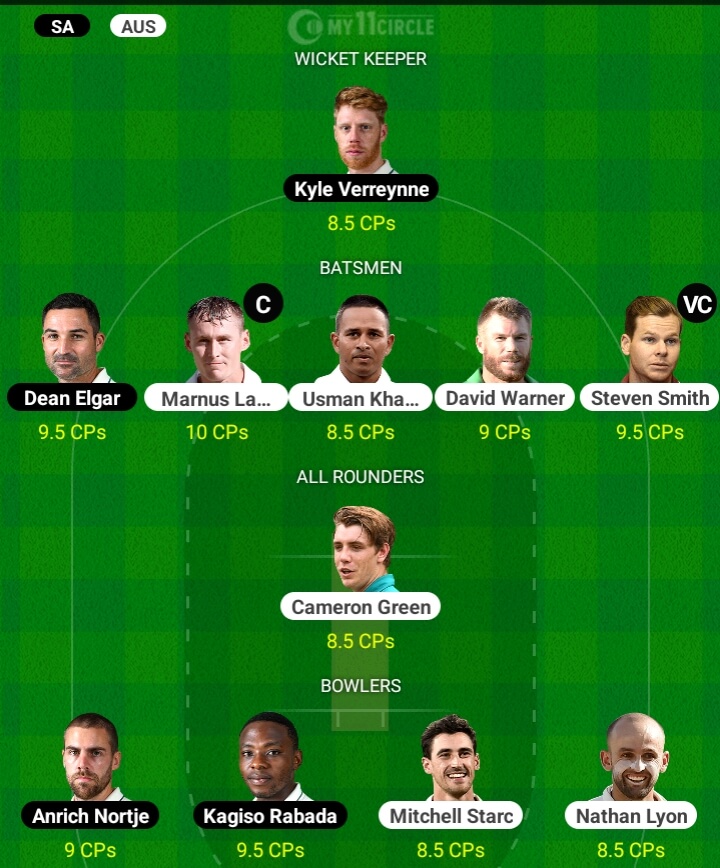 SA AUS
MY11CIRCLE
WICKET KEEPER
Kyle Verreynne
8.5 CPs
BATSMEN
C VC
Dean Elgar Marnus La... Usman Kha... David Warner Steven Smith
9.5 CPs 10 CPs 8.5 CPs 9 CPs 9.5 CPs
ALL ROUNDERS
Cameron Green
8.5 CPs
BOWLERS
Anrich Nortje Kagiso Rabada Mitchell Starc Nathan Lyon
9 CPs 9.5 CPs 8.5 CPs 8.5 CPs